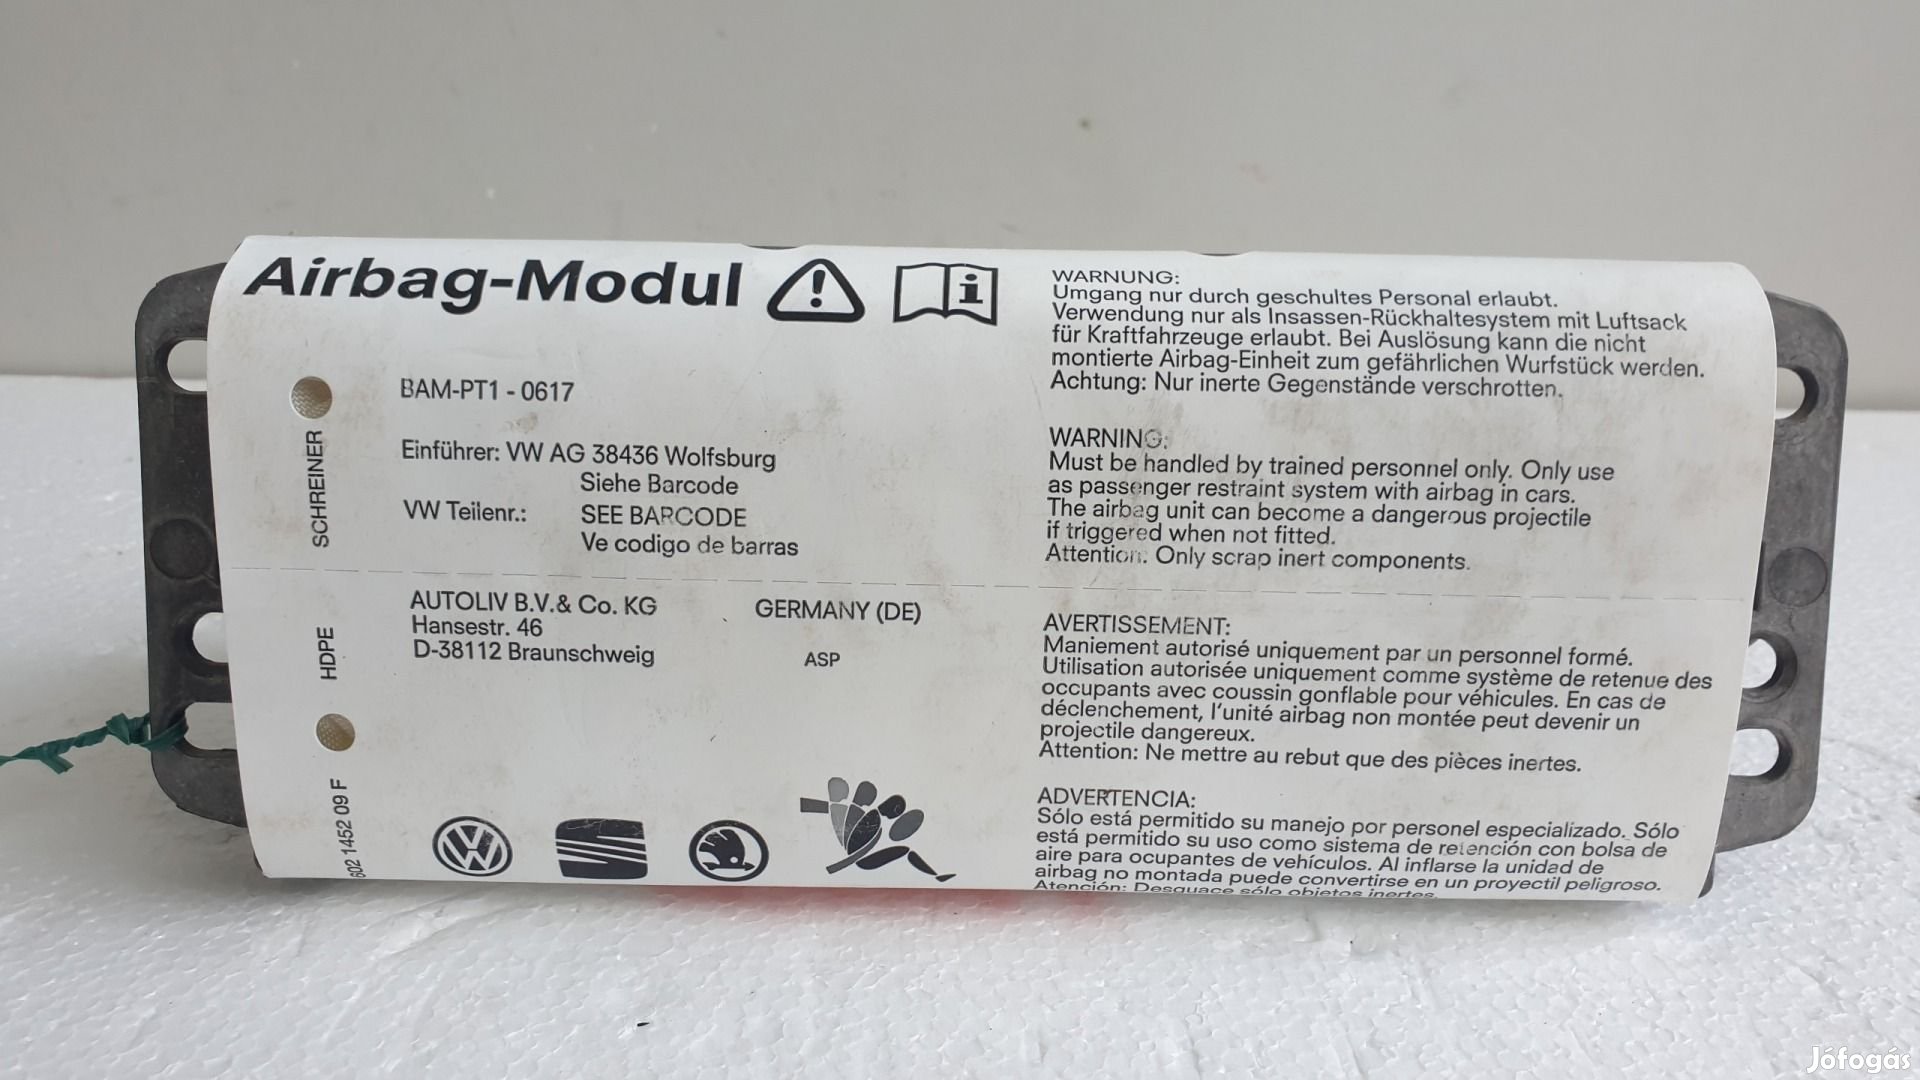 Airbag-Modul
BAM-PT1 - 0617
Einführer: VW AG 38436 Wolfsburg
Siehe Barcode
VW Teilenr.: SEE BARCODE
Ve codigo de barras
AUTOLIV B.V.& Co. KG GERMANY (DE)
Hansestr. 46
D-38112 Braunschweig ASP
SCHREINER
HDPE
602 1452 09 F
WARNUNG:
Umgang nur durch geschultes Personal erlaubt.
Verwendung nur als Insassen-Rückhaltesystem mit Luftsack
für Kraftfahrzeuge erlaubt. Bei Auslösung kann die nicht
montierte Airbag-Einheit zum gefährlichen Wurfstück werden.
Achtung: Nur inerte Gegenstände verschrotten.
WARNING:
Must be handled by trained personnel only. Only use
as passenger restraint system with airbag in cars.
The airbag unit can become a dangerous projectile
if triggered when not fitted.
Attention: Only scrap inert components.
AVERTISSEMENT:
Maniement autorisé uniquement par un personnel formé.
Utilisation autorisée uniquement comme système de retenue des
occupants avec coussin gonflable pour véhicules. En cas de
déclenchement, l'unité airbag non montée peut devenir un
projectile dangereux.
Attention: Ne mettre au rebut que des pièces inertes.
ADVERTENCIA:
Sólo está permitido su manejo por personel especializado. Sólo
está permitido su uso como sistema de retención con bolsa de
aire para ocupantes de vehículos. Al inflarse la unidad de
airbag no montada puede convertirse en un proyectil peligroso.
Atención: Desguace sólo objetos inertes.
Jófogás